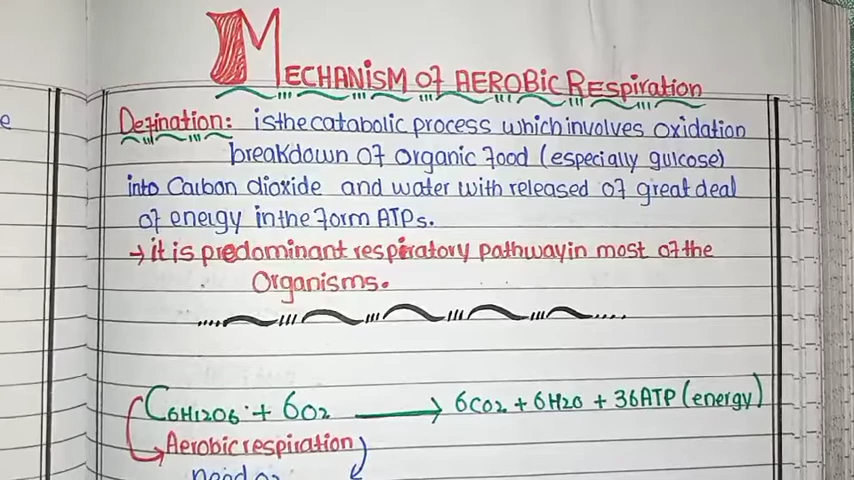 MECHANISM Of AEROBIC RESpiration
e
Defination: isthe catabolic process which involves oxidation
breakdown Of Organic food (especially gulcose)
into Carbon dioxide and water with released of great deal
of energy in the form ATPs.
→ it is predominant respiratory pathway in most of the
Organisms.
C6H12O6 + 6O2 → 6CO2 + 6H2O + 36ATP (energy)
Aerobic respiration
need